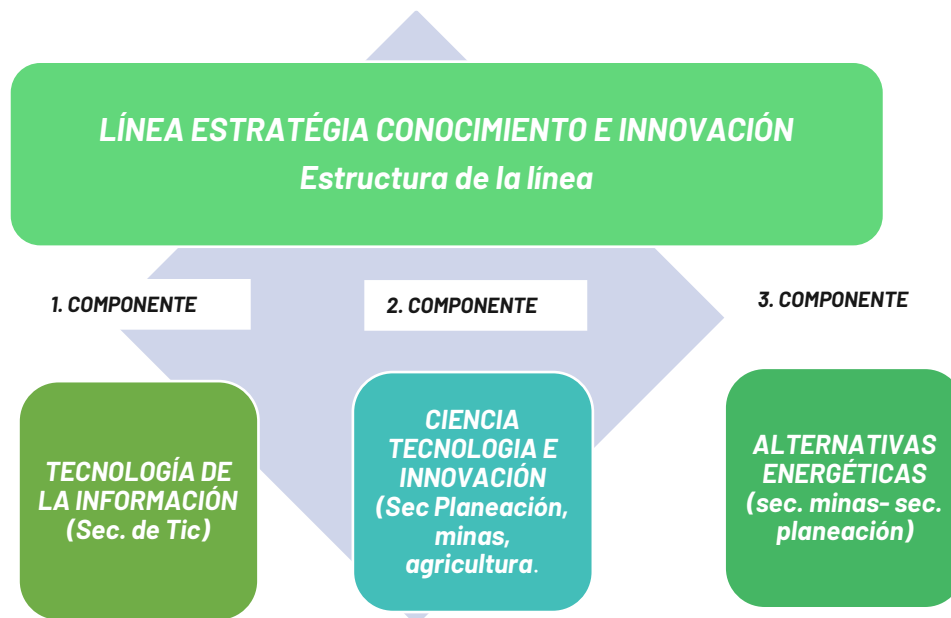 LÍNEA ESTRATÉGIA CONOCIMIENTO E INNOVACIÓN
Estructura de la línea
1. COMPONENTE
2. COMPONENTE
3. COMPONENTE
TECNOLOGÍA DE
LA INFORMACIÓN
(Sec. de Tic)
CIENCIA
TECNOLOGIA E
INNOVACIÓN
(Sec Planeación,
minas,
agricultura.
ALTERNATIVAS
ENERGÉTICAS
(sec. minas- sec.
planeación)